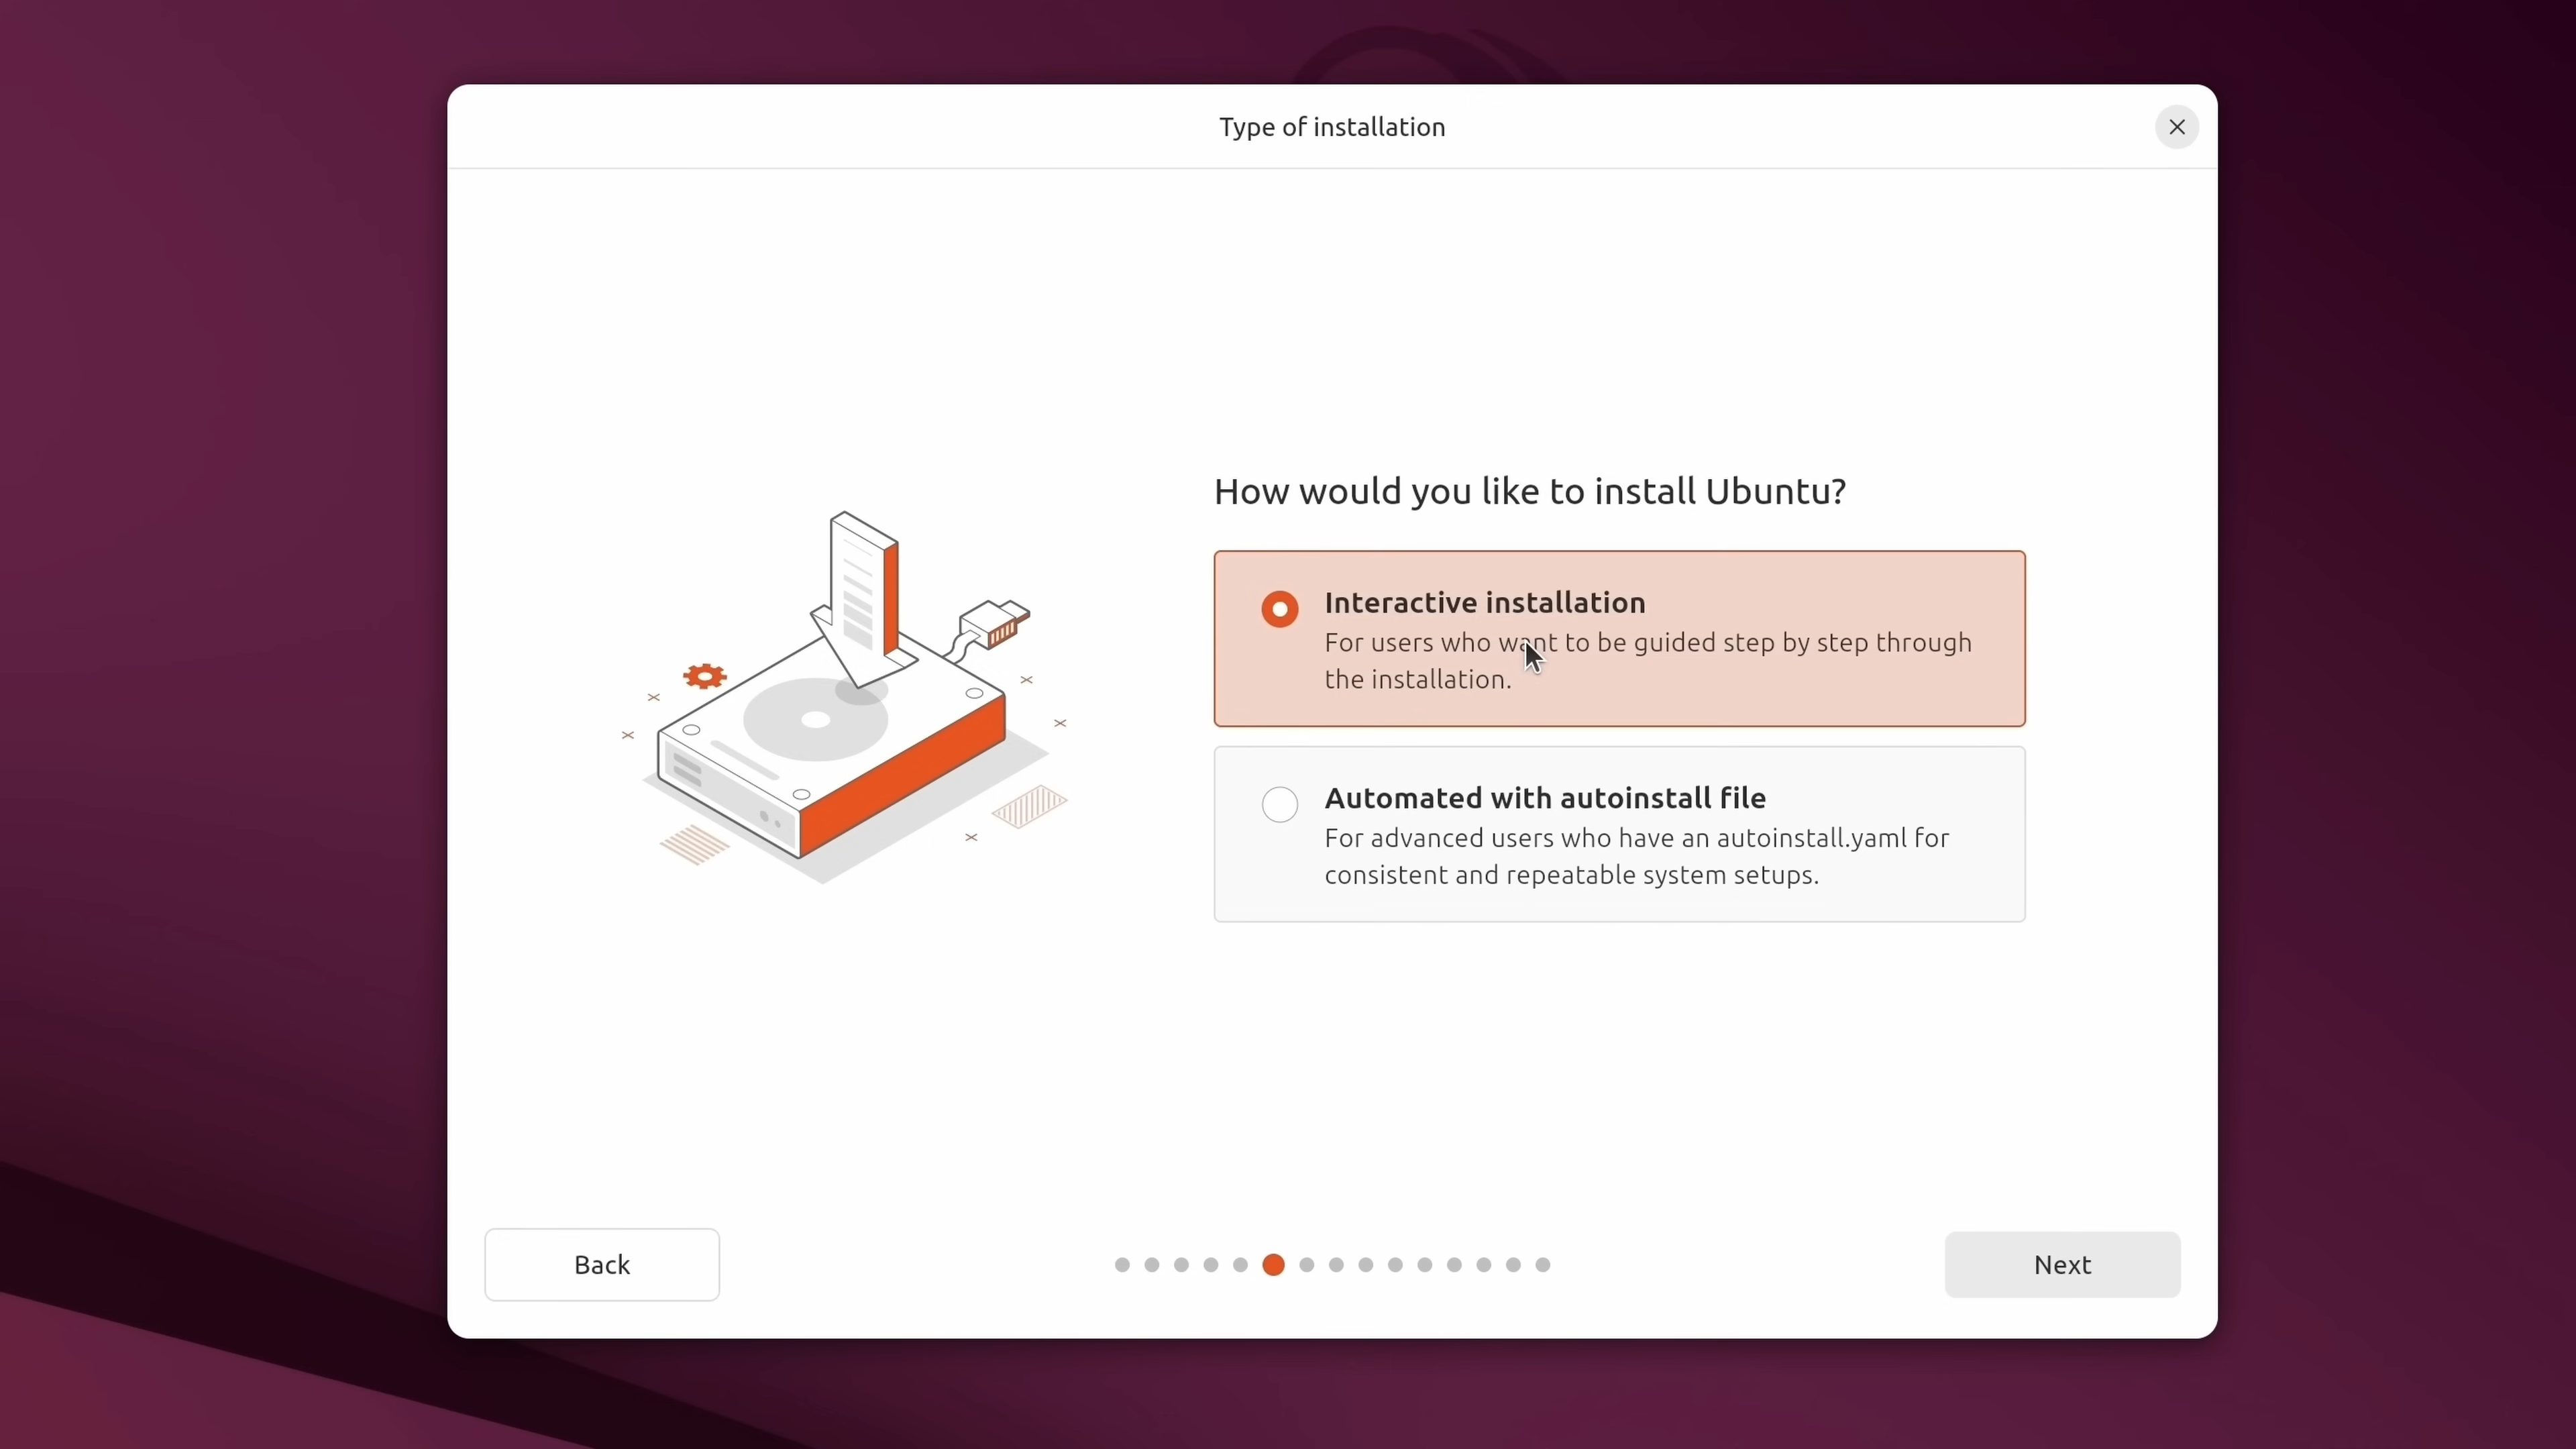 Type of installation
How would you like to install Ubuntu?
Interactive installation
For users who want to be guided step by step through
the installation.
Automated with autoinstall file
For advanced users who have an autoinstall.yaml for
consistent and repeatable system setups.
Back
Next